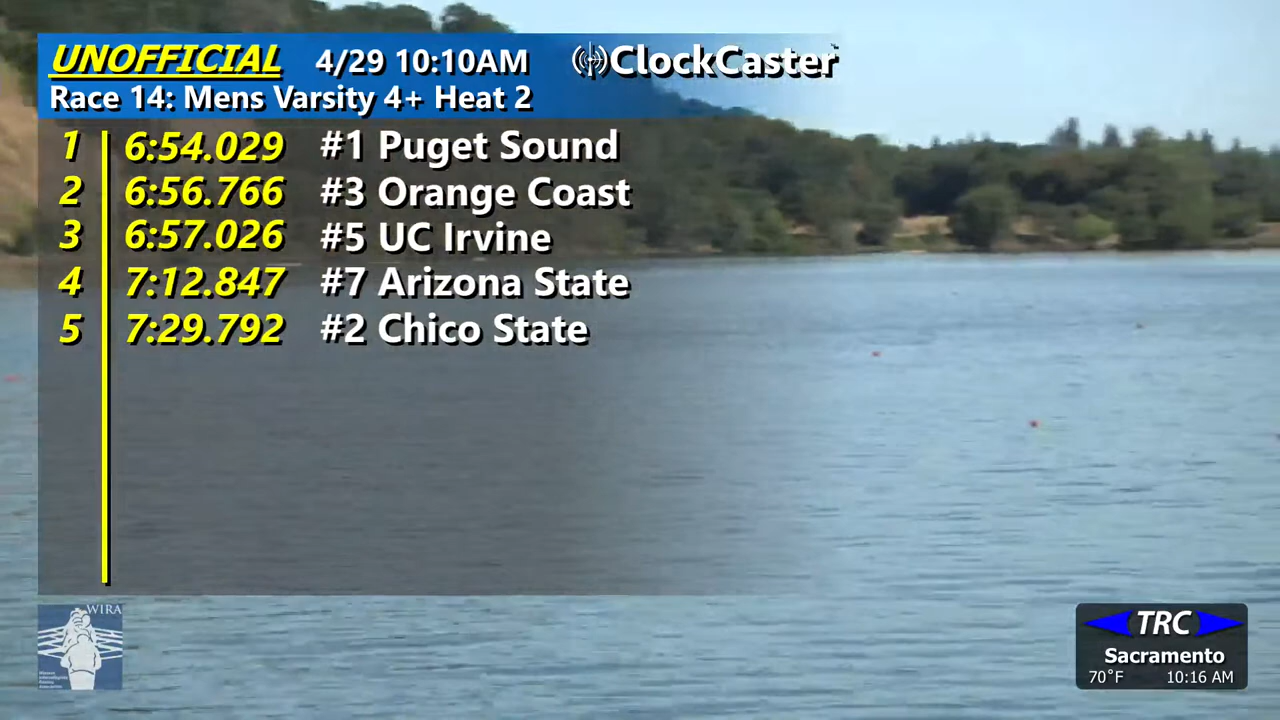 UNOFFICIAL 4/29 10:10AM ClockCaster
Race 14: Mens Varsity 4+ Heat 2
1 6:54.029 #1 Puget Sound
2 6:56.766 #3 Orange Coast
3 6:57.026 #5 UC Irvine
4 7:12.847 #7 Arizona State
5 7:29.792 #2 Chico State
WIRA
TRC
Sacramento
70°F 10:16 AM